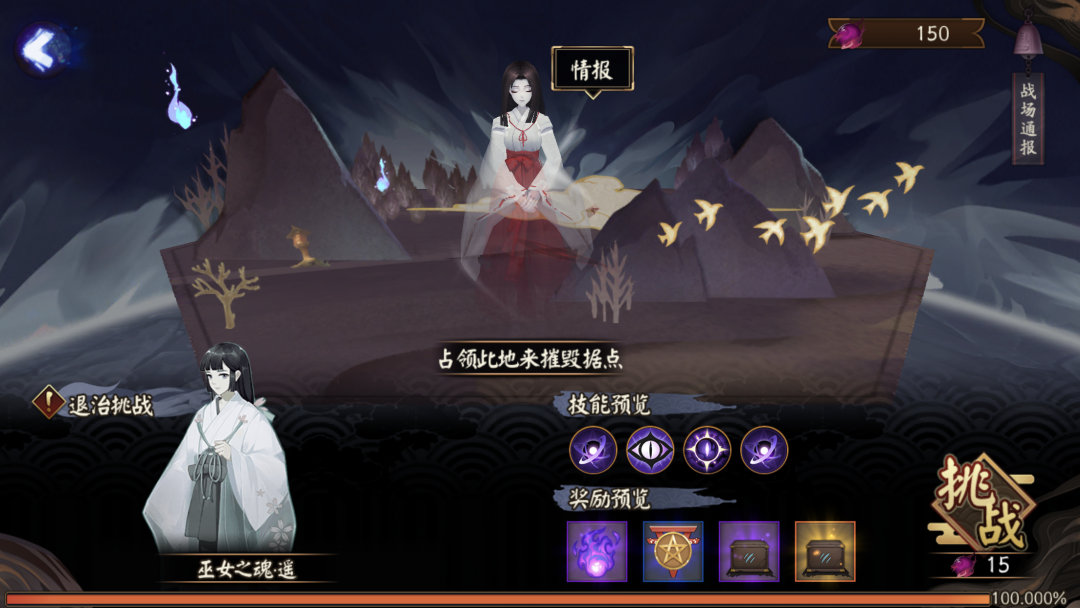 150
情报
战场通报
占领此地来摧毁据点
退治挑战
技能预览
奖励预览
挑战
巫女之魂·遥
15
100.000%